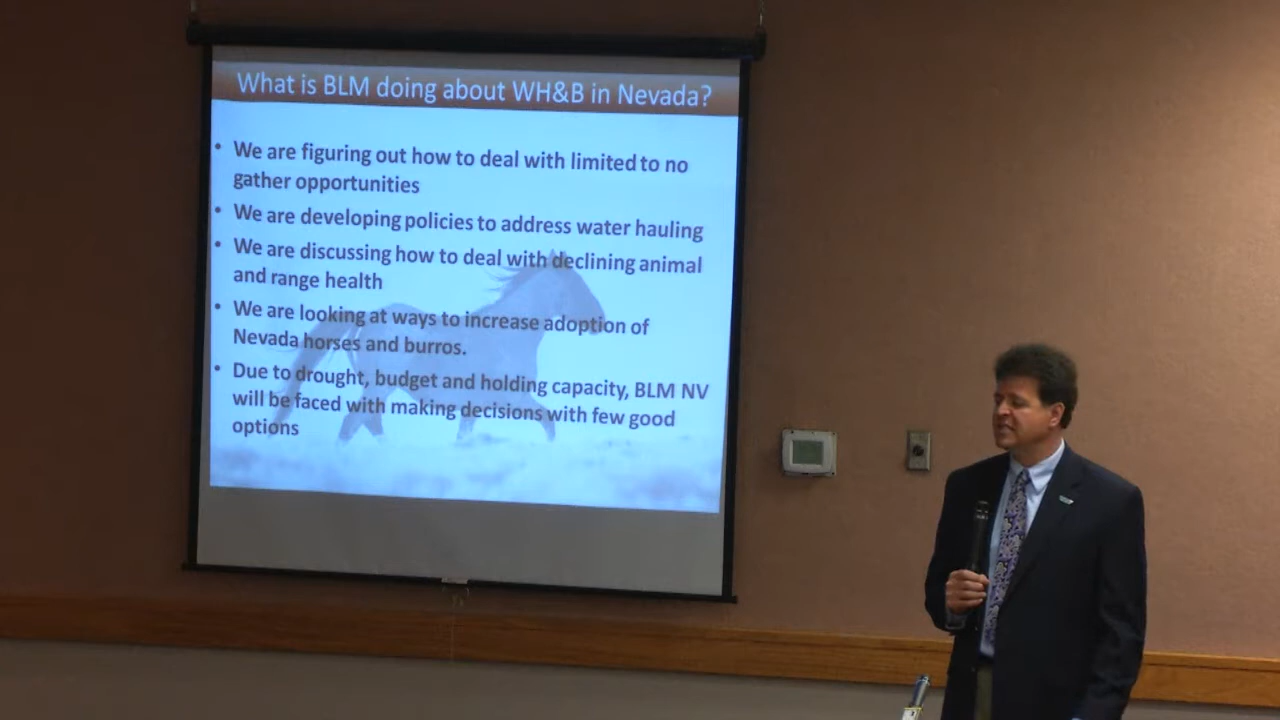 What is BLM doing about WH&B in Nevada?
• We are figuring out how to deal with limited to no
gather opportunities
• We are developing policies to address water hauling
• We are discussing how to deal with declining animal
and range health
• We are looking at ways to increase adoption of
Nevada horses and burros.
• Due to drought, budget and holding capacity, BLM NV
will be faced with making decisions with few good
options